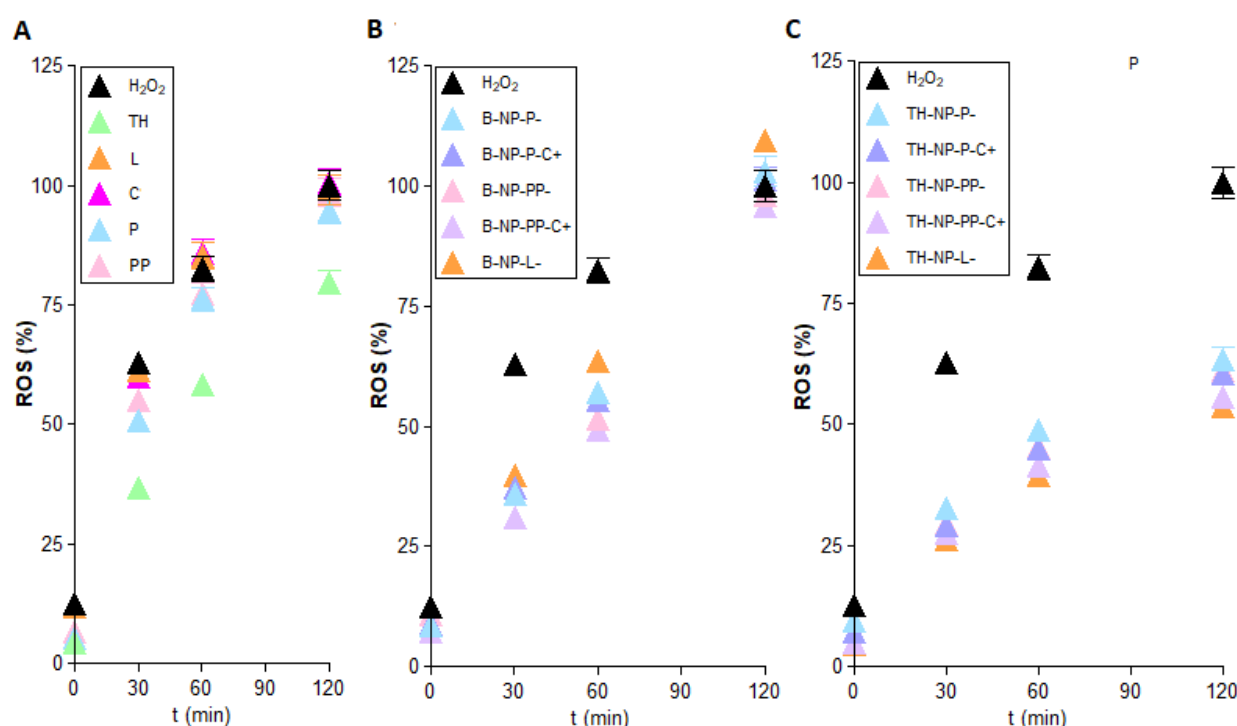 A
ROS (%)
125
100
75
50
25
0
H₂O₂
TH
L
C
P
PP
0 30 60 90 120
t (min)
B
ROS (%)
125
100
75
50
25
0
H₂O₂
B-NP-P-
B-NP-P-C+
B-NP-PP-
B-NP-PP-C+
B-NP-L-
0 30 60 90 120
t (min)
C
P
ROS (%)
125
100
75
50
25
0
H₂O₂
TH-NP-P-
TH-NP-P-C+
TH-NP-PP-
TH-NP-PP-C+
TH-NP-L-
0 30 60 90 120
t (min)